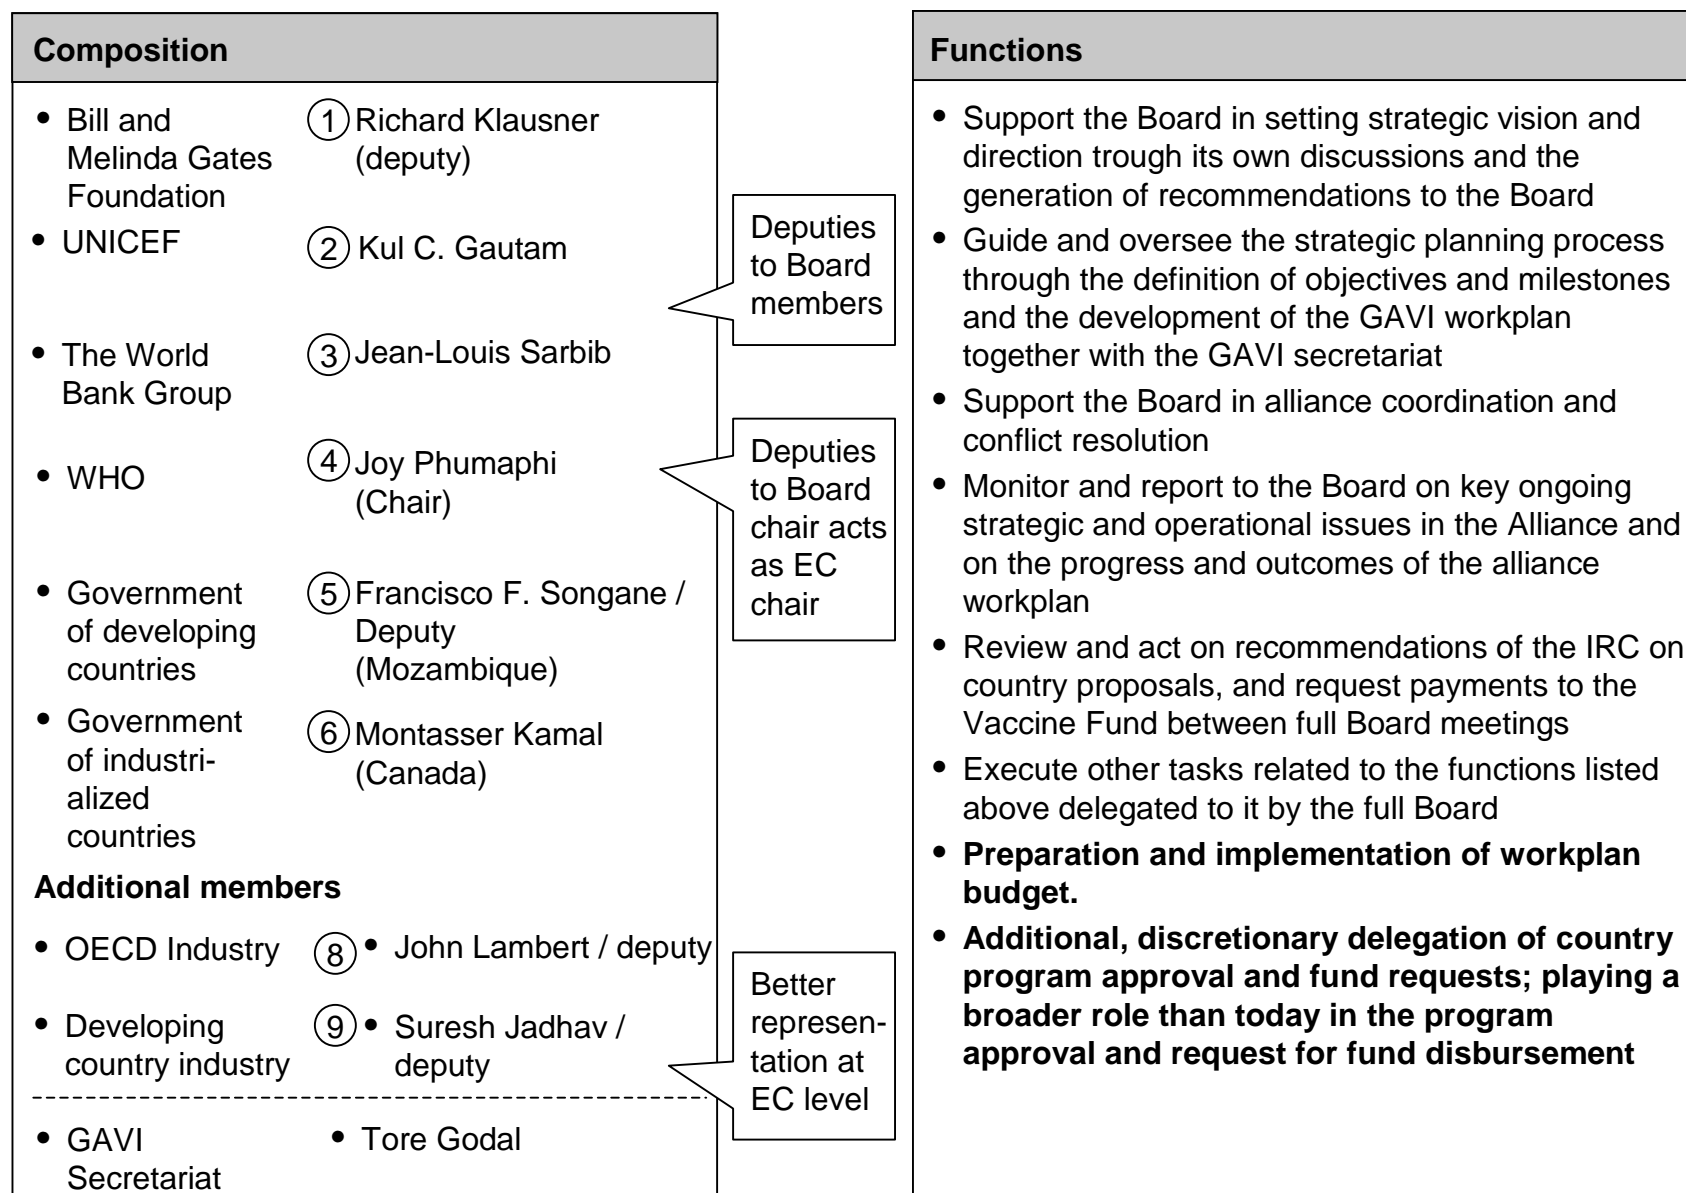 Composition
• Bill and
Melinda Gates
Foundation
① Richard Klausner
(deputy)
• UNICEF
② Kul C. Gautam
• The World
Bank Group
③ Jean-Louis Sarbib
• WHO
④ Joy Phumaphi
(Chair)
• Government
of developing
countries
⑤ Francisco F. Songane /
Deputy
(Mozambique)
• Government
of industri-
alized
countries
⑥ Montasser Kamal
(Canada)
Additional members
• OECD Industry
⑧ • John Lambert / deputy
• Developing
country industry
⑨ • Suresh Jadhav /
deputy
• GAVI
Secretariat
• Tore Godal
Deputies
to Board
members
Deputies
to Board
chair acts
as EC
chair
Better
represen-
tation at
EC level
Functions
• Support the Board in setting strategic vision and
direction trough its own discussions and the
generation of recommendations to the Board
• Guide and oversee the strategic planning process
through the definition of objectives and milestones
and the development of the GAVI workplan
together with the GAVI secretariat
• Support the Board in alliance coordination and
conflict resolution
• Monitor and report to the Board on key ongoing
strategic and operational issues in the Alliance and
on the progress and outcomes of the alliance
workplan
• Review and act on recommendations of the IRC on
country proposals, and request payments to the
Vaccine Fund between full Board meetings
• Execute other tasks related to the functions listed
above delegated to it by the full Board
• Preparation and implementation of workplan
budget.
• Additional, discretionary delegation of country
program approval and fund requests; playing a
broader role than today in the program
approval and request for fund disbursement